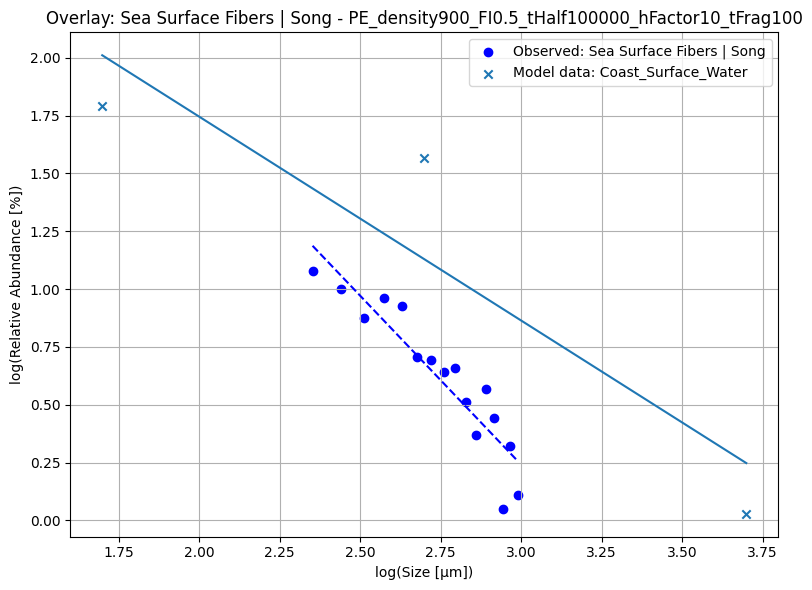 Overlay: Sea Surface Fibers | Song - PE_density900_FI0.5_tHalf100000_hFactor10_tFrag100
Observed: Sea Surface Fibers | Song
Model data: Coast_Surface_Water
log(Relative Abundance [%])
2.00
1.75
1.50
1.25
1.00
0.75
0.50
0.25
0.00
1.75 2.00 2.25 2.50 2.75 3.00 3.25 3.50 3.75
log(Size [µm])